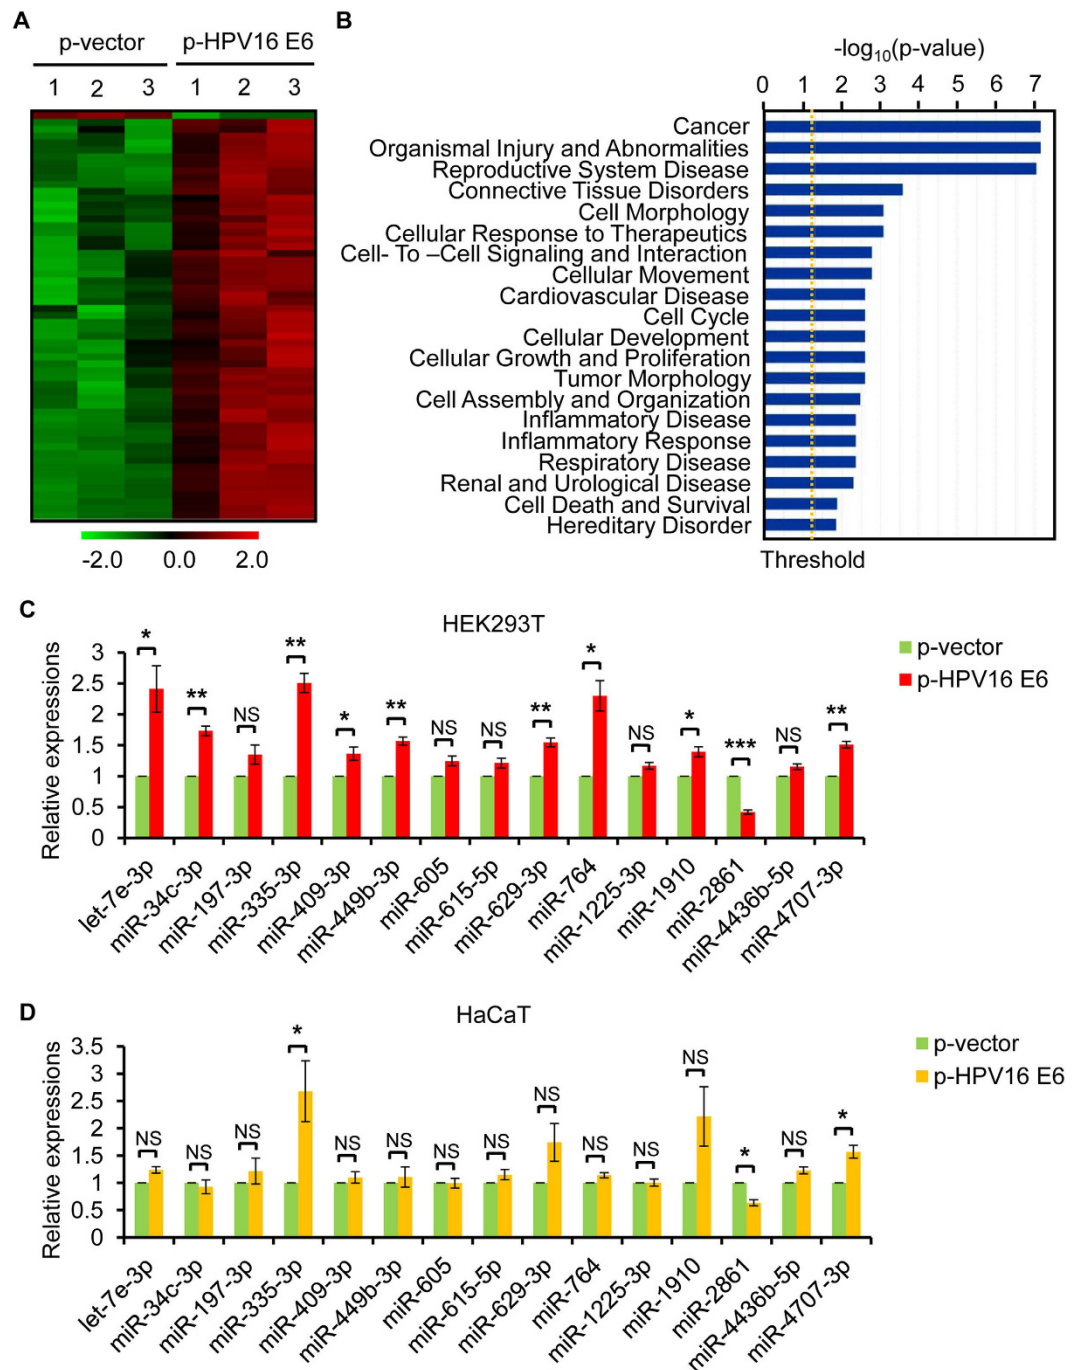 A
p-vector
p-HPV16 E6
1 2 3 1 2 3
-2.0 0.0 2.0
B
-log10(p-value)
0 1 2 3 4 5 6 7
Cancer
Organismal Injury and Abnormalities
Reproductive System Disease
Connective Tissue Disorders
Cell Morphology
Cellular Response to Therapeutics
Cell- To –Cell Signaling and Interaction
Cellular Movement
Cardiovascular Disease
Cell Cycle
Cellular Development
Cellular Growth and Proliferation
Tumor Morphology
Cell Assembly and Organization
Inflammatory Disease
Inflammatory Response
Respiratory Disease
Renal and Urological Disease
Cell Death and Survival
Hereditary Disorder
Threshold
C
HEK293T
Relative expressions
3
2.5
2
1.5
1
0.5
0
* ** NS ** * ** NS NS ** * NS * *** NS **
let-7e-3p
miR-34c-3p
miR-197-3p
miR-335-3p
miR-409-3p
miR-449b-3p
miR-605
miR-615-5p
miR-629-3p
miR-764
miR-1225-3p
miR-1910
miR-2861
miR-4436b-5p
miR-4707-3p
p-vector
p-HPV16 E6
D
HaCaT
Relative expressions
3.5
3
2.5
2
1.5
1
0.5
0
NS NS NS * NS NS NS NS NS NS NS NS * NS *
let-7e-3p
miR-34c-3p
miR-197-3p
miR-335-3p
miR-409-3p
miR-449b-3p
miR-605
miR-615-5p
miR-629-3p
miR-764
miR-1225-3p
miR-1910
miR-2861
miR-4436b-5p
miR-4707-3p
p-vector
p-HPV16 E6